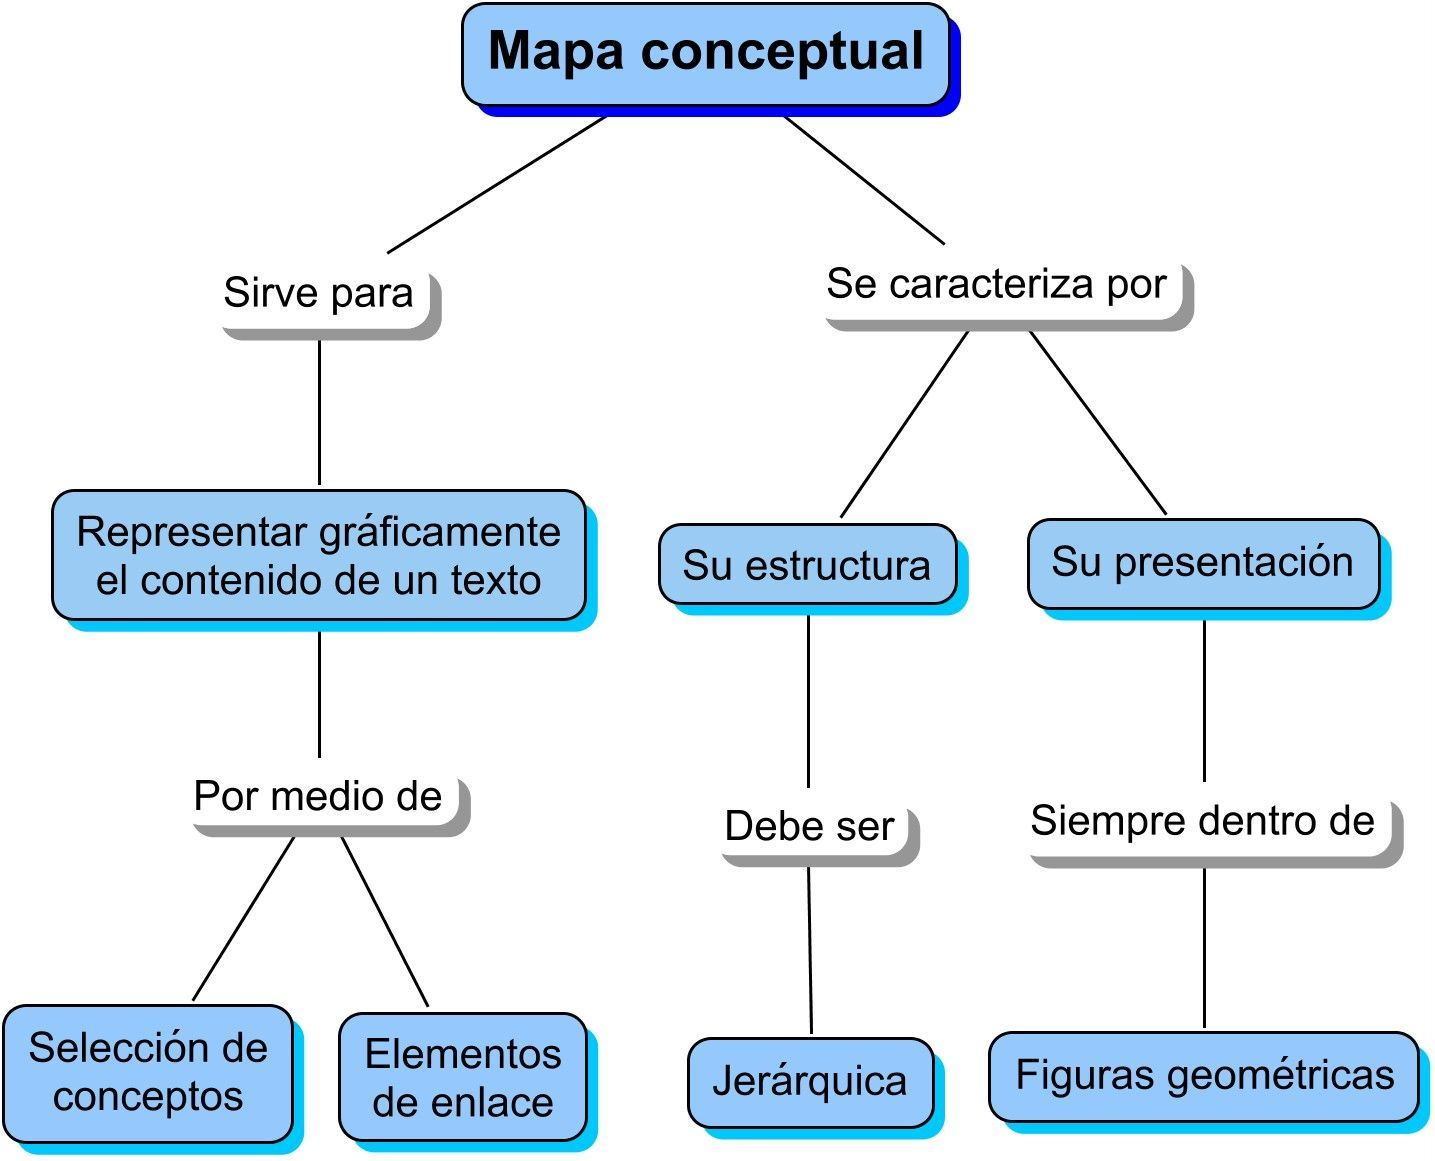 Mapa conceptual
Sirve para
Se caracteriza por
Representar gráficamente
el contenido de un texto
Su estructura
Su presentación
Por medio de
Debe ser
Siempre dentro de
Selección de
conceptos
Elementos
de enlace
Jerárquica
Figuras geométricas